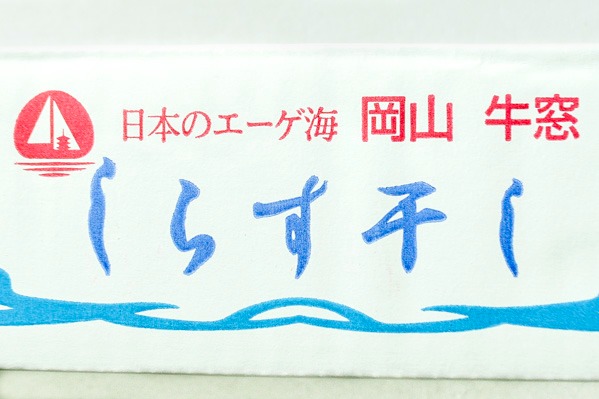 日本のエーゲ海 岡山 牛窓
しらす干し